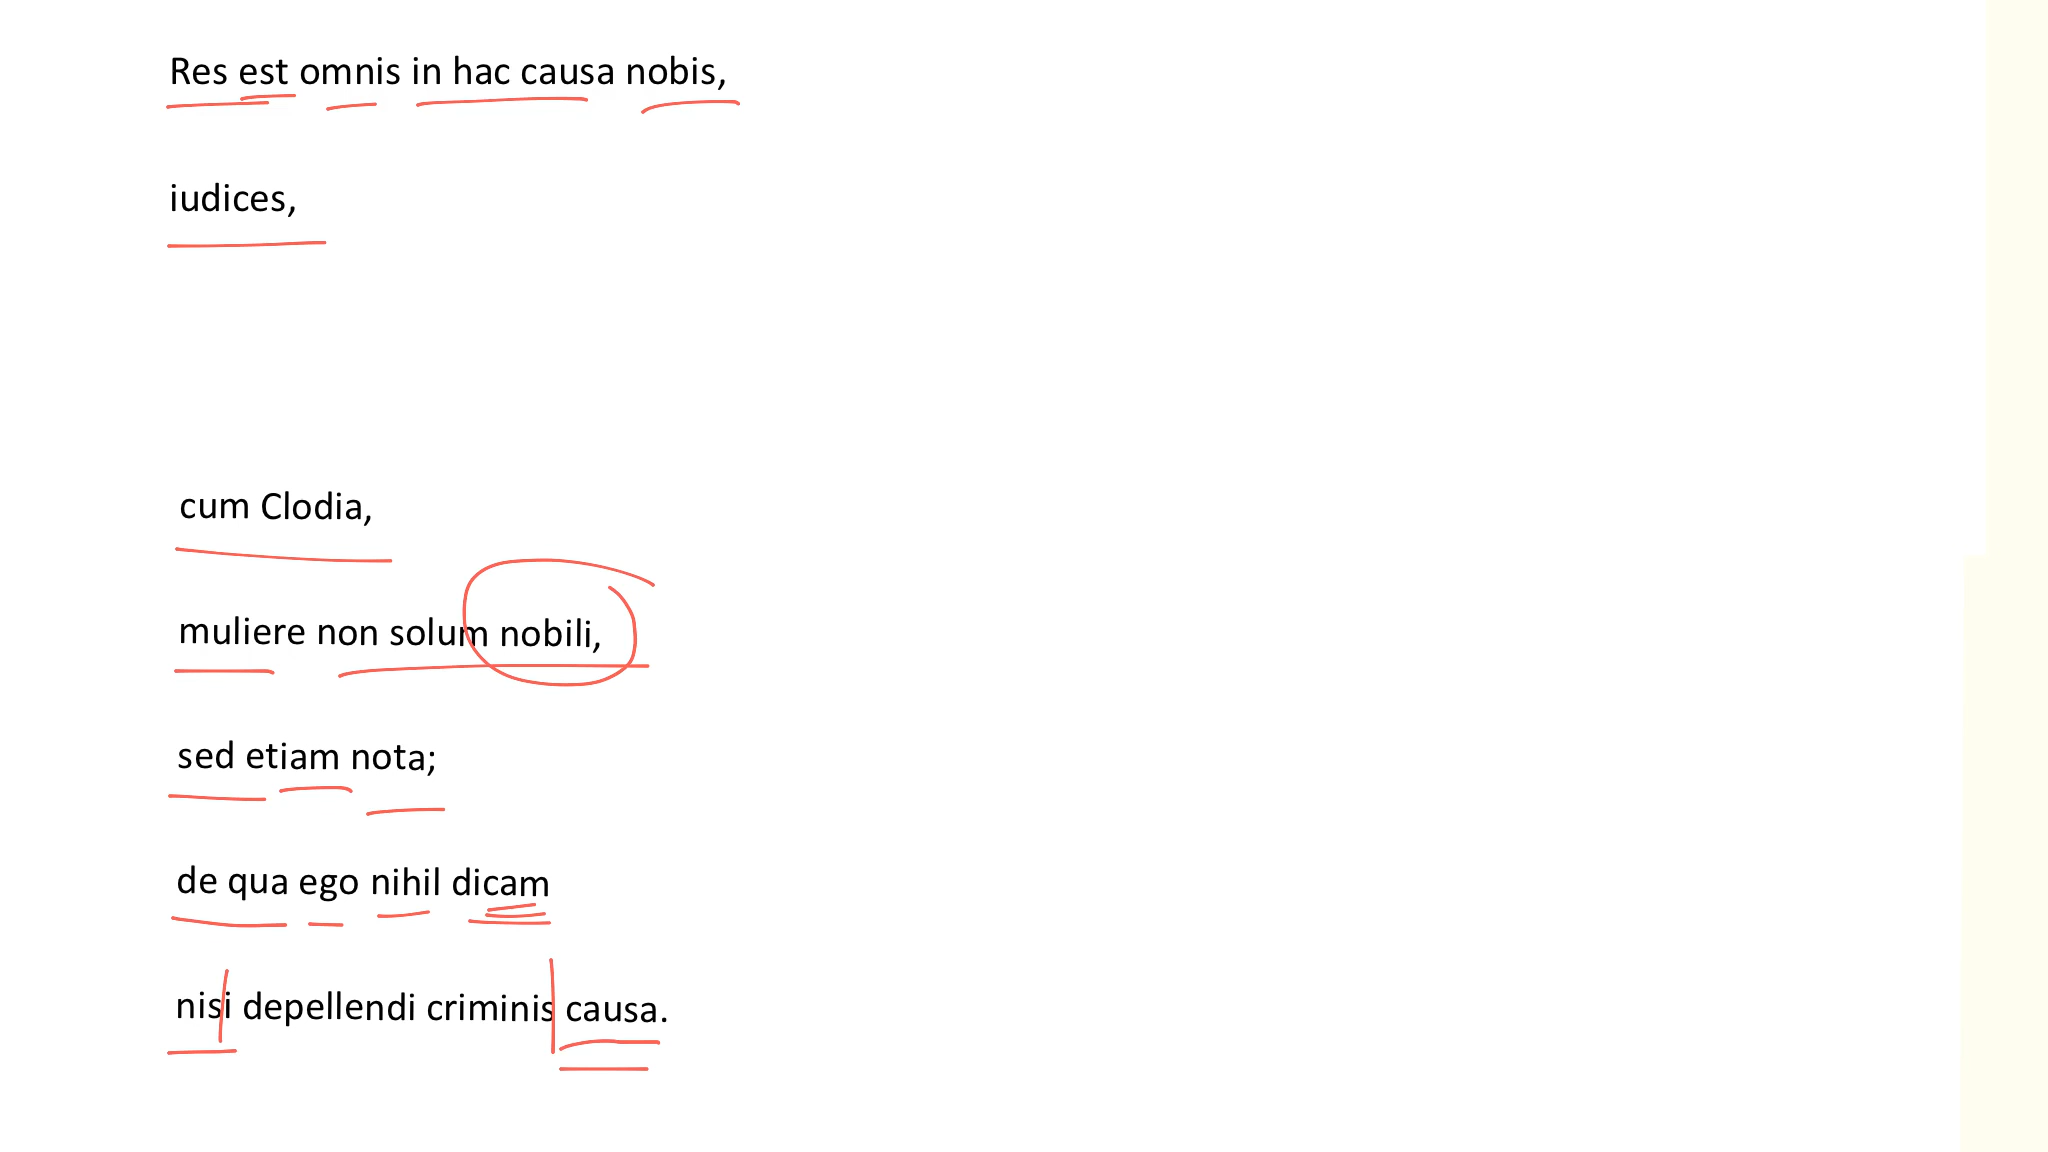 Res est omnis in hac causa nobis,
iudices,
cum Clodia,
muliere non solum nobili,
sed etiam nota;
de qua ego nihil dicam
nisi depellendi criminis causa.